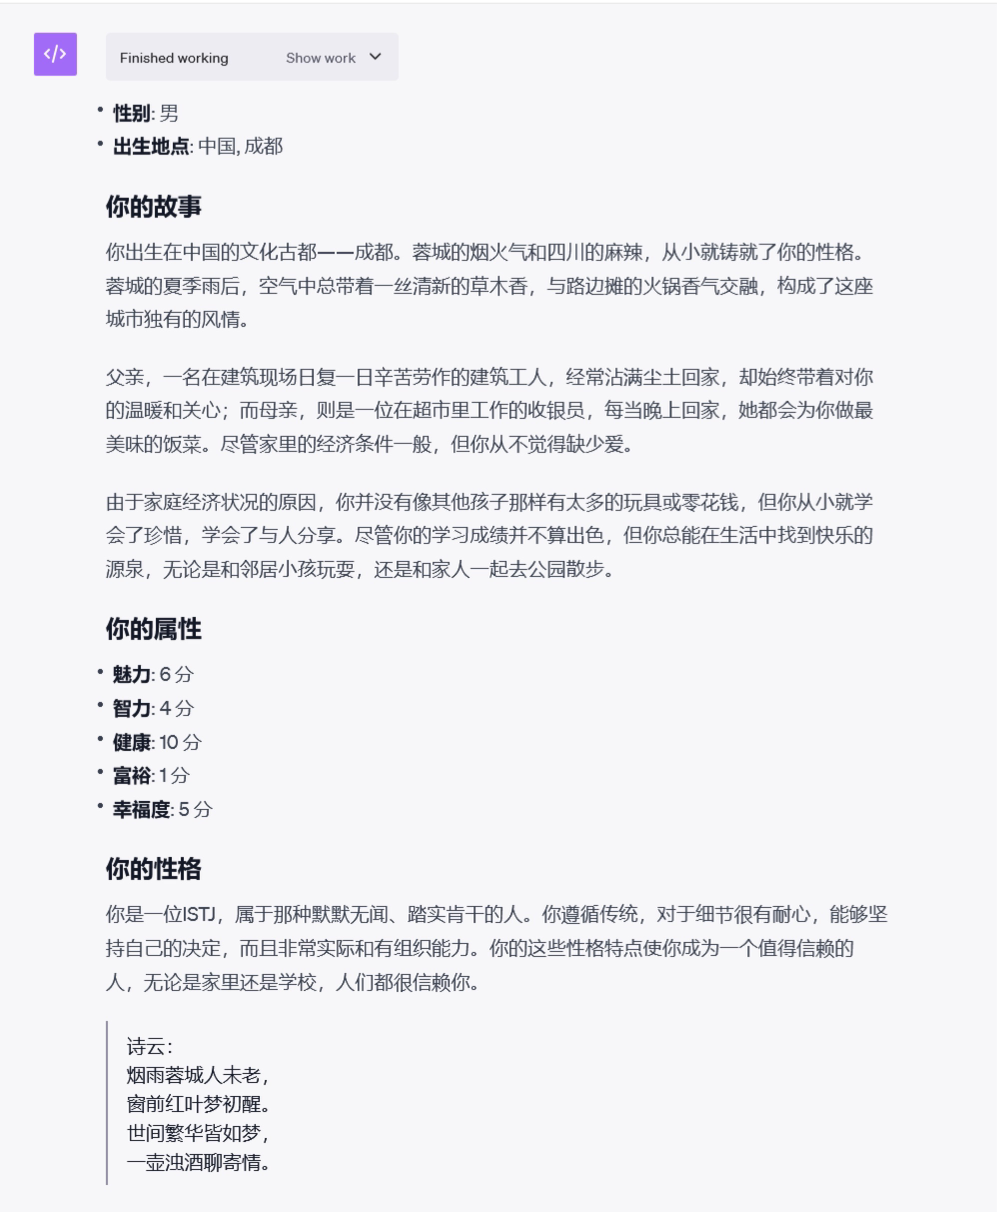 </>
Finished working Show work
• 性别: 男
• 出生地点: 中国, 成都
你的故事
你出生在中国的文化古都——成都。蓉城的烟火气和四川的麻辣，从小就铸就了你的性格。
蓉城的夏季雨后，空气中总带着一丝清新的草木香，与路边摊的火锅香气交融，构成了这座
城市独有的风情。
父亲，一名在建筑现场日复一日辛苦劳作的建筑工人，经常沾满尘土回家，却始终带着对你
的温暖和关心；而母亲，则是一位在超市里工作的收银员，每当晚上回家，她都会为你做最
美味的饭菜。尽管家里的经济条件一般，但你从不觉得缺少爱。
由于家庭经济状况的原因，你并没有像其他孩子那样有太多的玩具或零花钱，但你从小就学
会了珍惜，学会了与人分享。尽管你的学习成绩并不算出色，但你总能在生活中找到快乐的
源泉，无论是和邻居小孩玩耍，还是和家人一起去公园散步。
你的属性
• 魅力: 6 分
• 智力: 4 分
• 健康: 10 分
• 富裕: 1 分
• 幸福度: 5 分
你的性格
你是一位ISTJ，属于那种默默无闻、踏实肯干的人。你遵循传统，对于细节很有耐心，能够坚
持自己的决定，而且非常实际和有组织能力。你的这些性格特点使你成为一个值得信赖的
人，无论是家里还是学校，人们都很信赖你。
诗云：
烟雨蓉城人未老，
窗前红叶梦初醒。
世间繁华皆如梦，
一壶浊酒聊寄情。